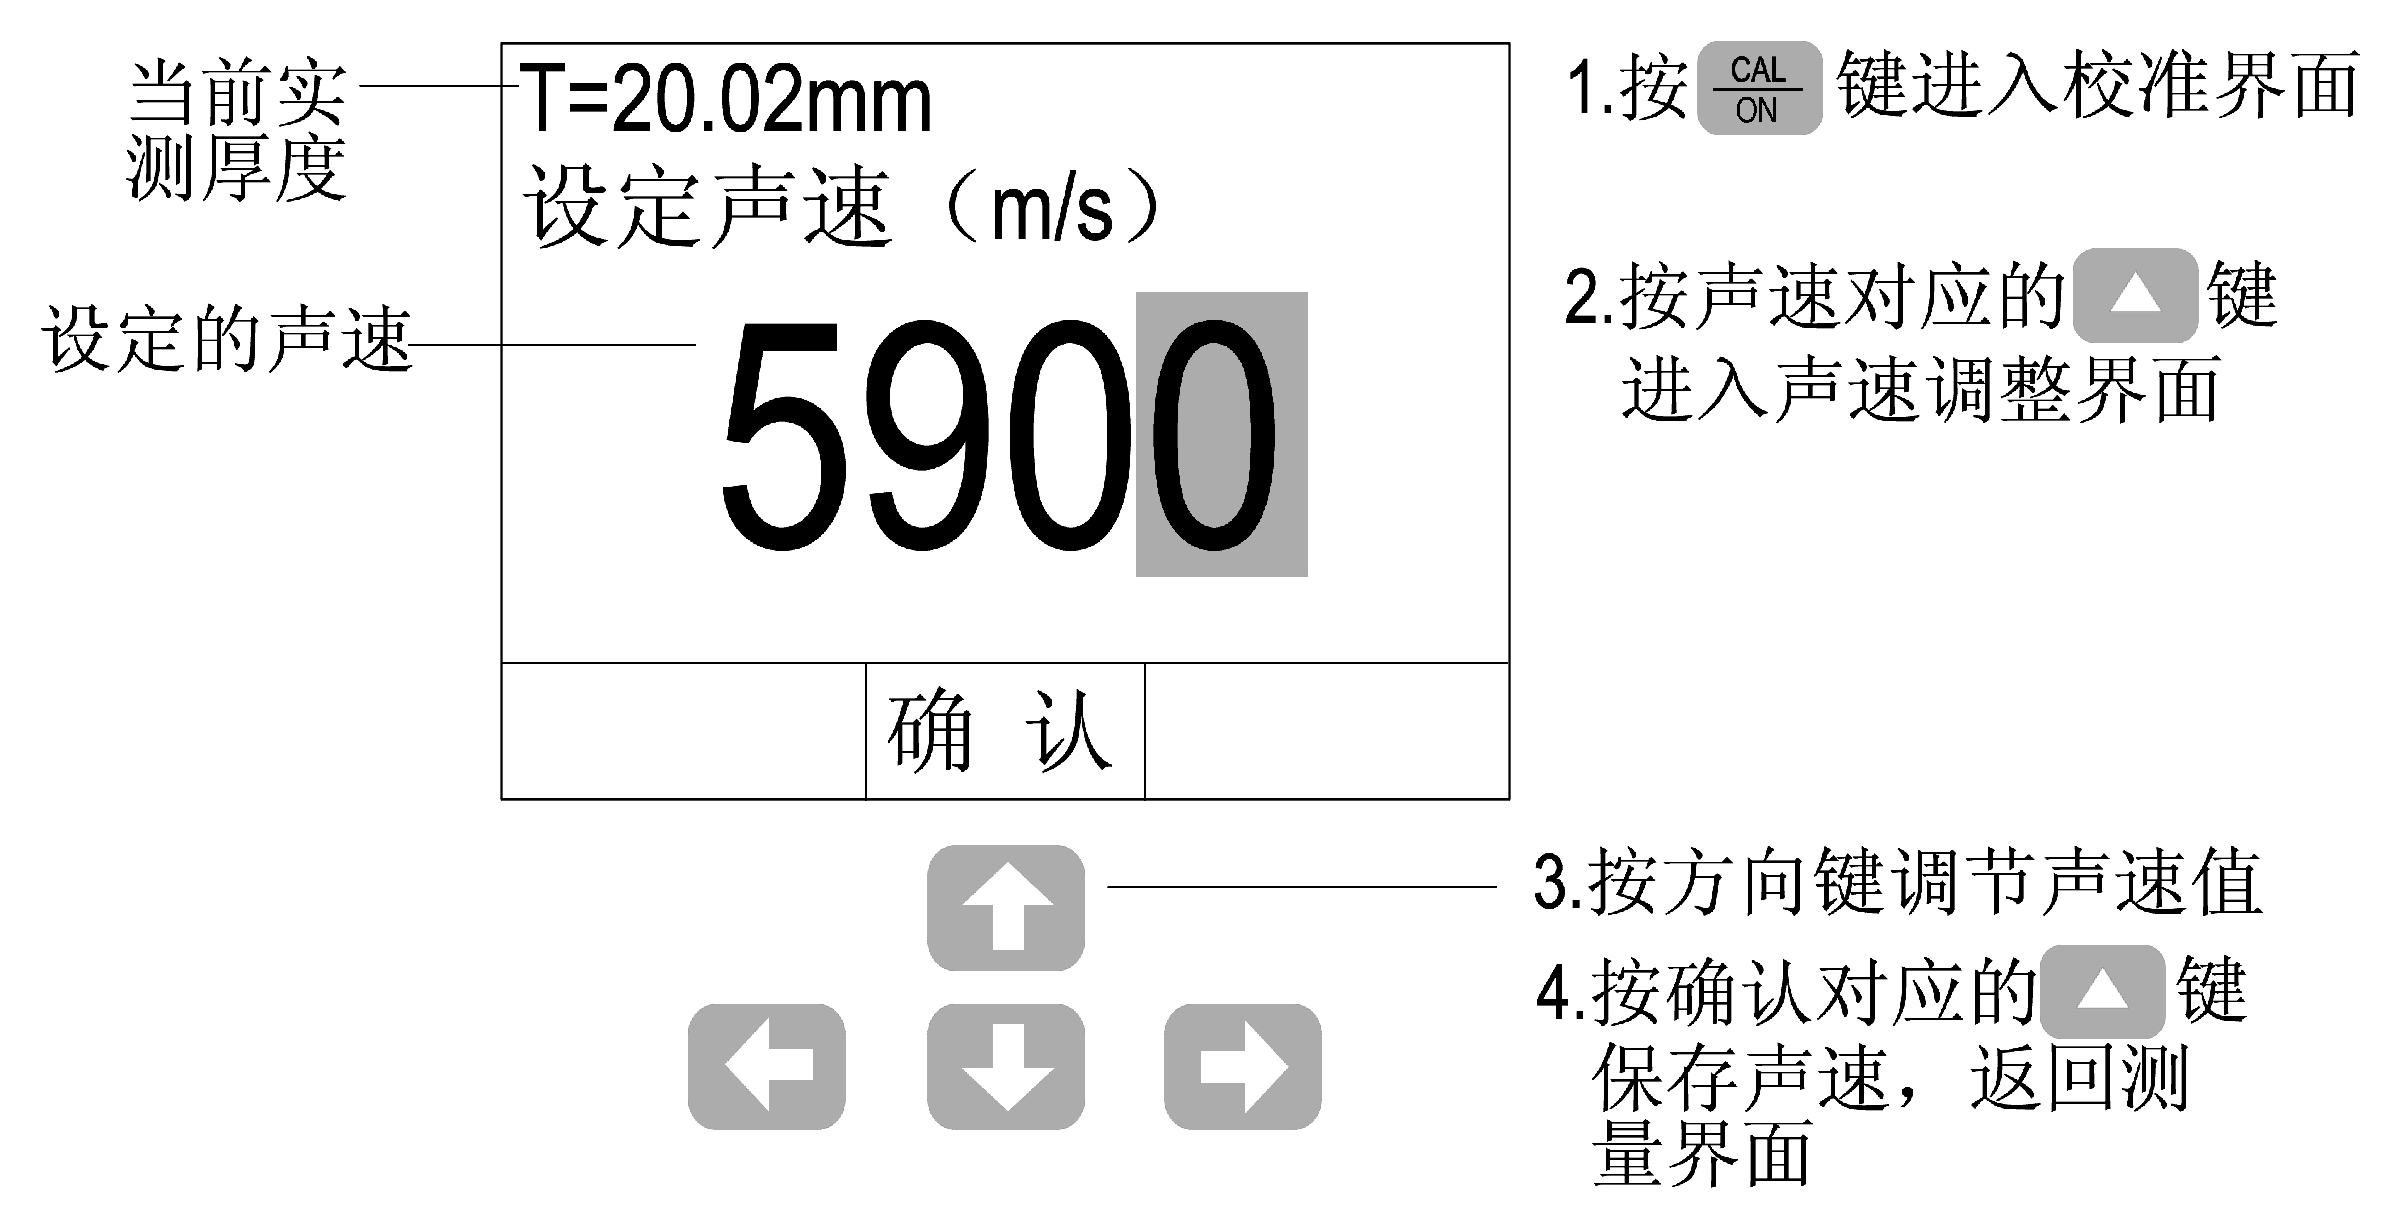 当前实
测厚度
T=20.02mm
设定声速（m/s）
设定的声速
5900
确 认
1.按 CAL
ON 键进入校准界面
2.按声速对应的 键
进入声速调整界面
3.按方向键调节声速值
4.按确认对应的 键
保存声速，返回测
量界面